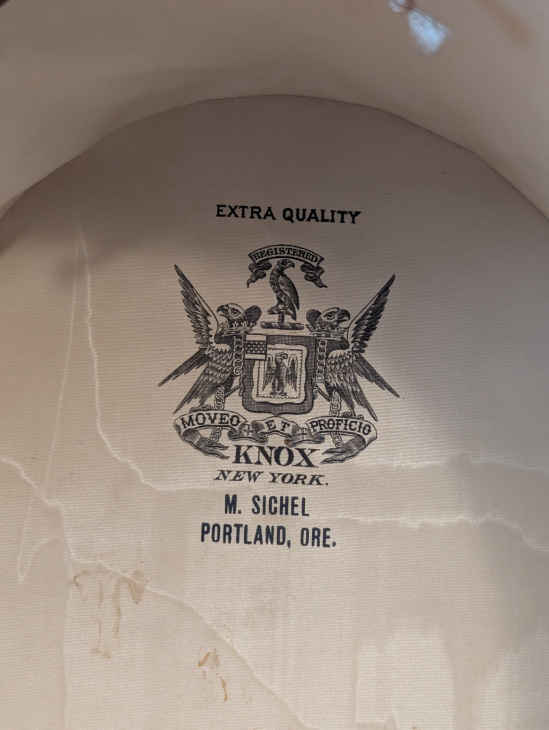 EXTRA QUALITY
REGISTERED
MOVEO ET PROFICIO
KNOX
NEW YORK.
M. SICHEL
PORTLAND, ORE.